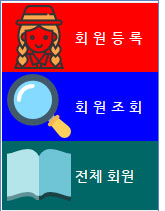 회 원 등 록
회 원 조 회
전체 회원